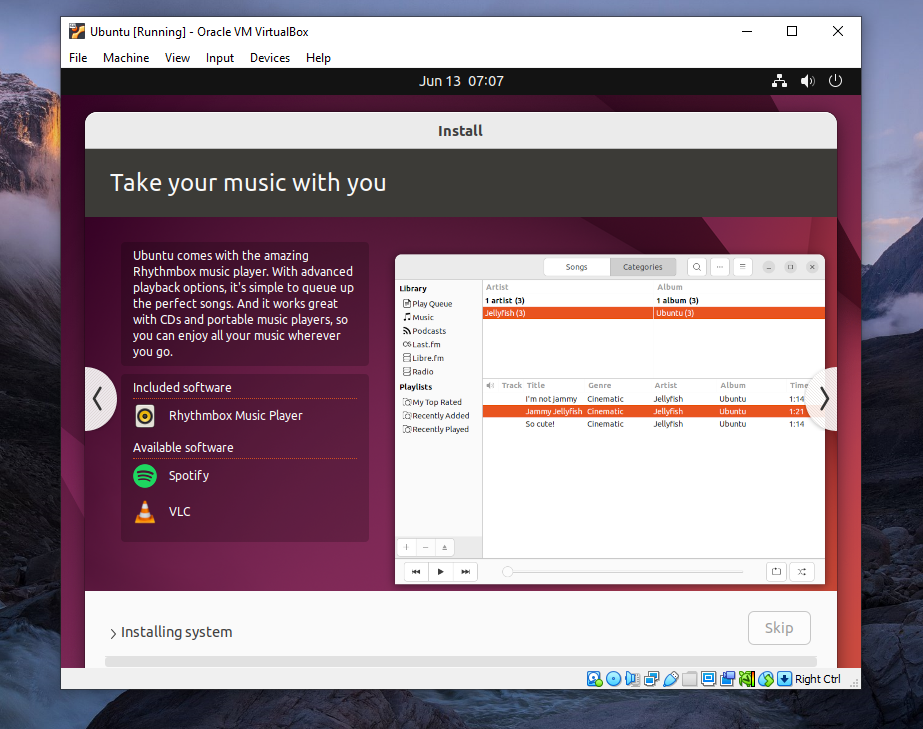 Ubuntu [Running] - Oracle VM VirtualBox
File Machine View Input Devices Help
Jun 13 07:07
Install
Take your music with you
Ubuntu comes with the amazing
Rhythmbox music player. With advanced
playback options, it's simple to queue up
the perfect songs. And it works great
with CDs and portable music players, so
you can enjoy all your music wherever
you go.
Included software
Rhythmbox Music Player
Available software
Spotify
VLC
Songs Categories
Library
Play Queue
Music
Podcasts
Last.fm
Libre.fm
Radio
Playlists
My Top Rated
Recently Added
Recently Played
Artist Album
1 artist (3) 1 album (3)
Jellyfish (3) Ubuntu (3)
Track Title Genre Artist Album Time
I'm not jammy Cinematic Jellyfish Ubuntu 1:14
Jammy Jellyfish Cinematic Jellyfish Ubuntu 1:21
So cute! Cinematic Jellyfish Ubuntu 1:14
Installing system
Skip
Right Ctrl